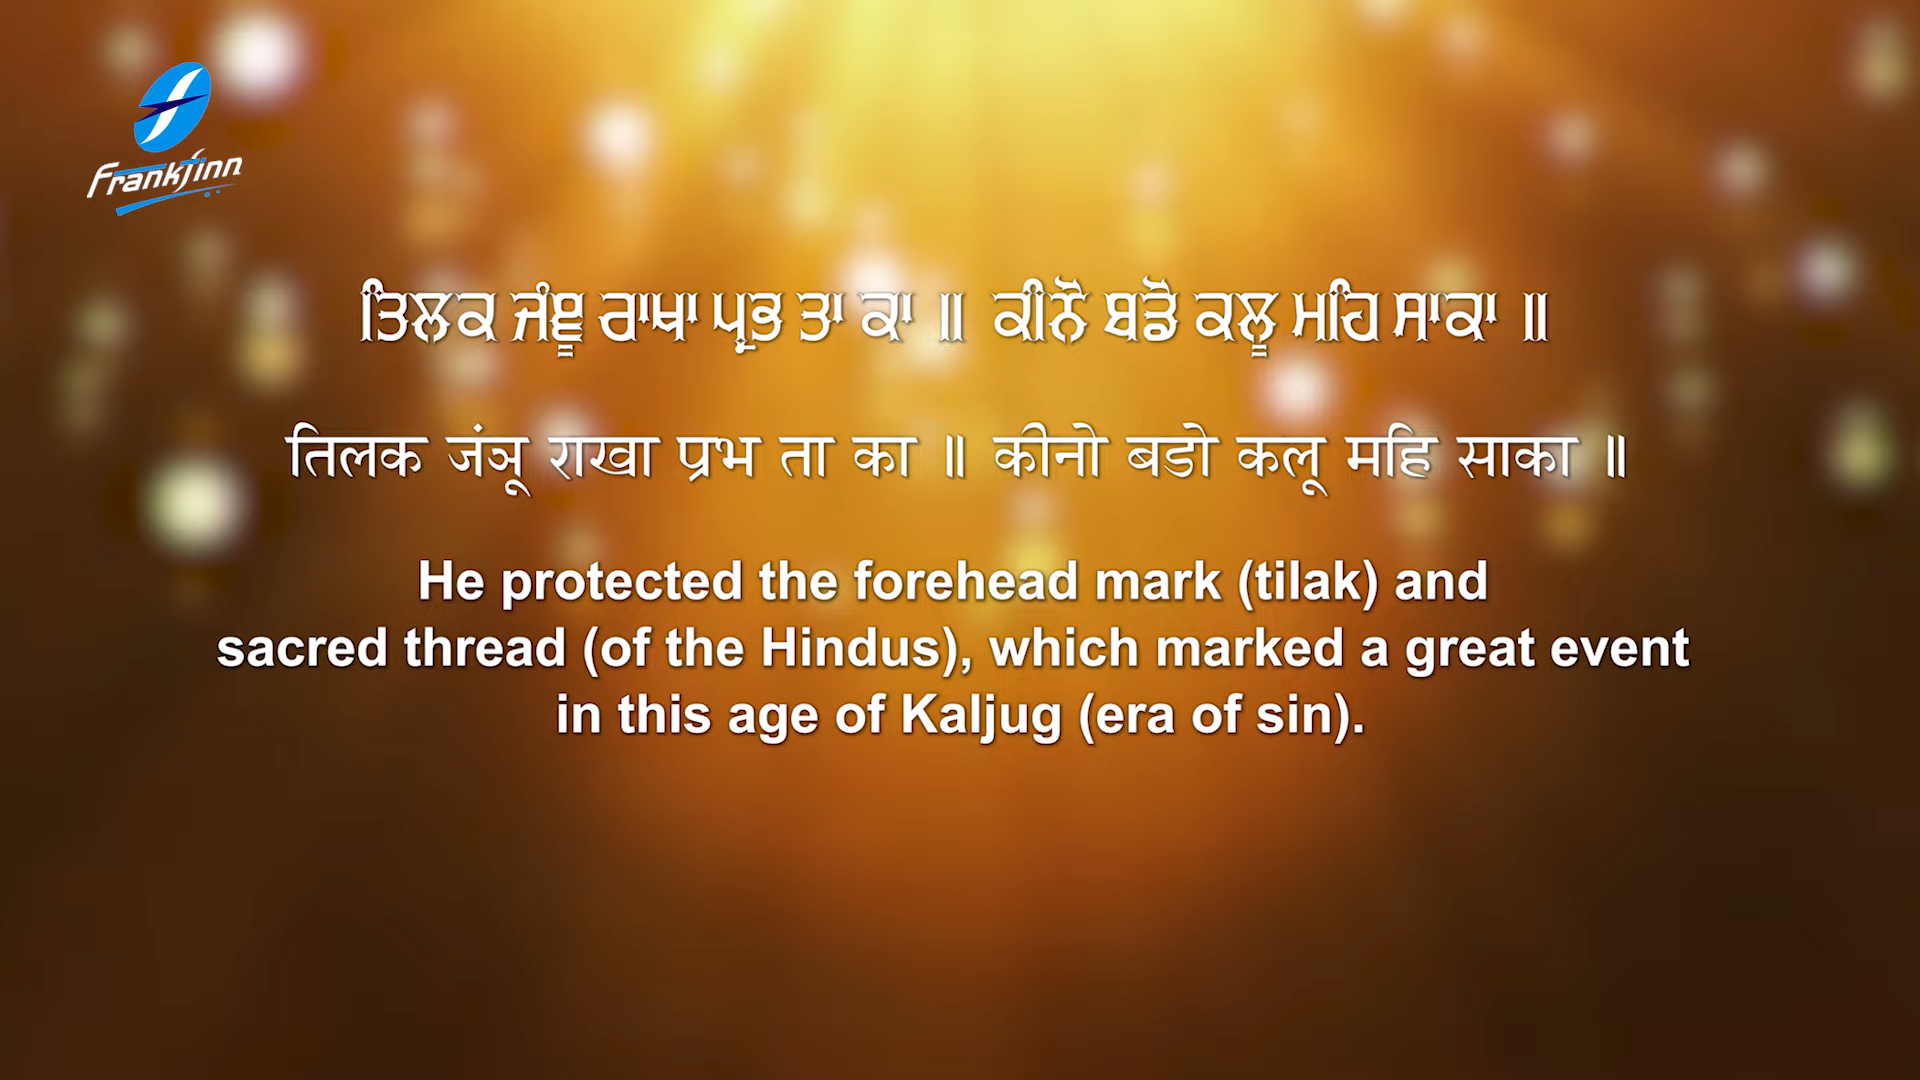 Frankfinn
ਤਿਲਕ ਜੰਞੂ ਰਾਖਾ ਪ੍ਰਭ ਤਾ ਕਾ ॥ ਕੀਨੋ ਬਡੋ ਕਲੂ ਮਹਿ ਸਾਕਾ ॥
तिलक जंञू राखा प्रभ ता का ॥ कीनो बडो कलू महि साका ॥
He protected the forehead mark (tilak) and
sacred thread (of the Hindus), which marked a great event
in this age of Kaljug (era of sin).